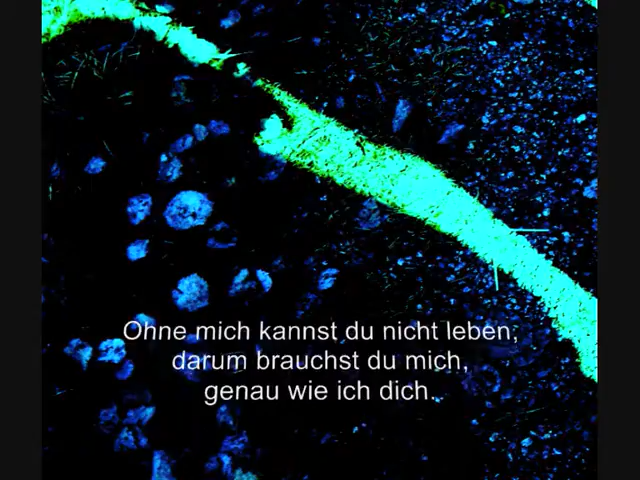 Ohne mich kannst du nicht leben,
darum brauchst du mich,
genau wie ich dich.